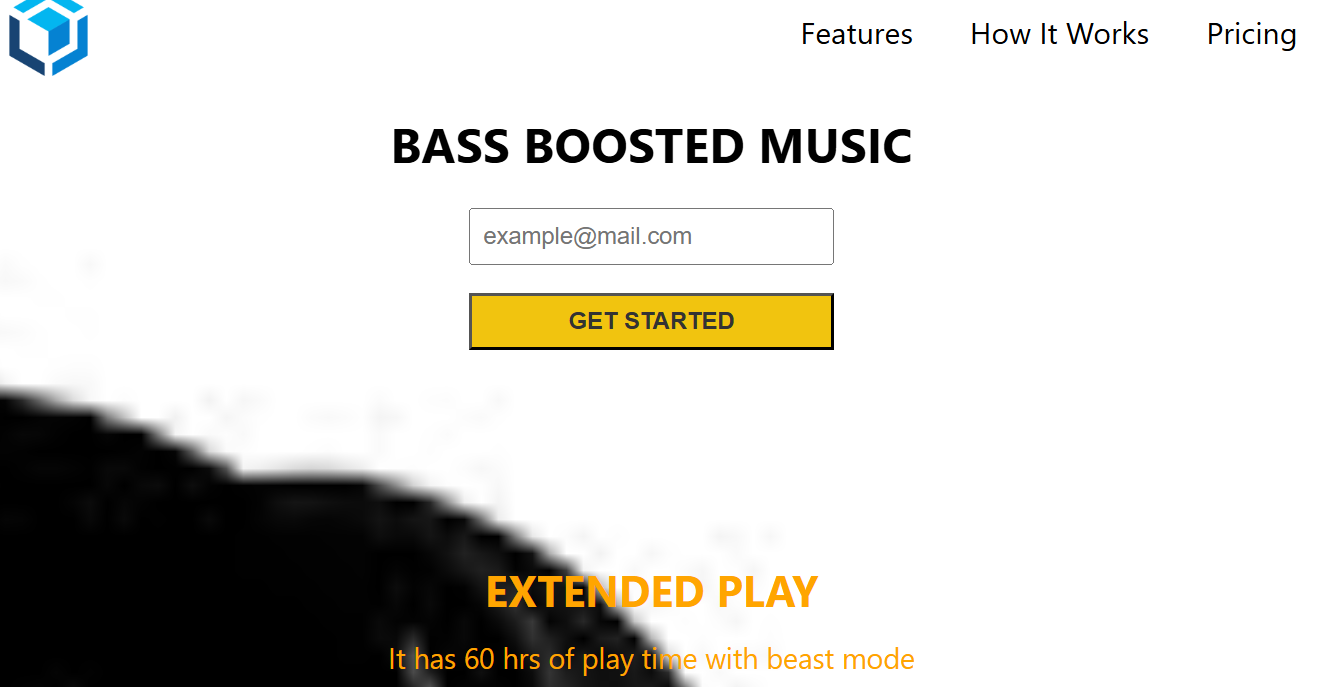 Features How It Works Pricing
BASS BOOSTED MUSIC
example@mail.com
GET STARTED
EXTENDED PLAY
It has 60 hrs of play time with beast mode